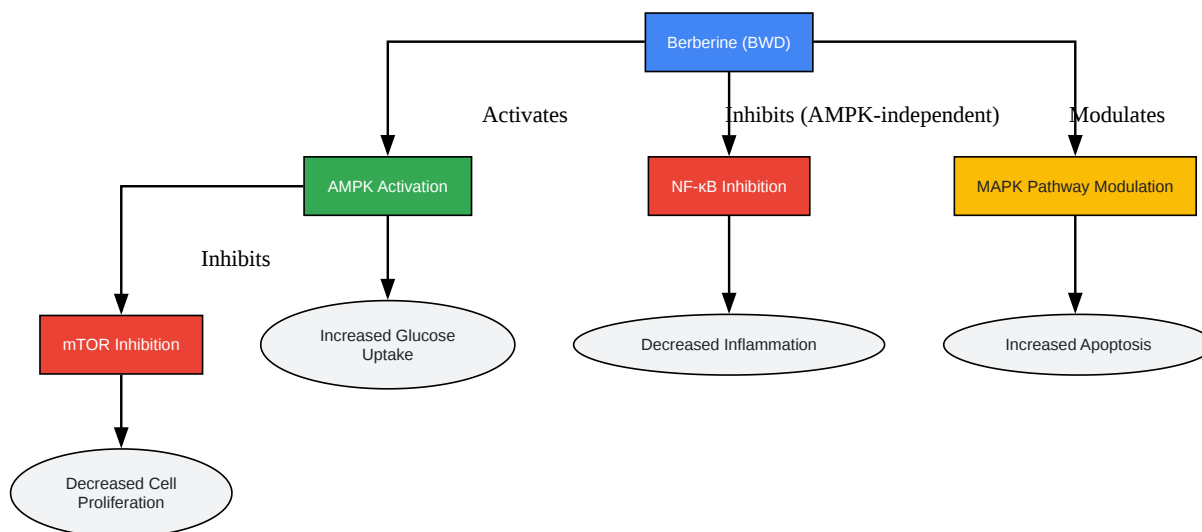 Berberine (BWD)
Activates
Inhibits (AMPK-independent)
Modulates
AMPK Activation
NF-κB Inhibition
MAPK Pathway Modulation
Inhibits
mTOR Inhibition
Increased Glucose
Uptake
Decreased Inflammation
Increased Apoptosis
Decreased Cell
Proliferation